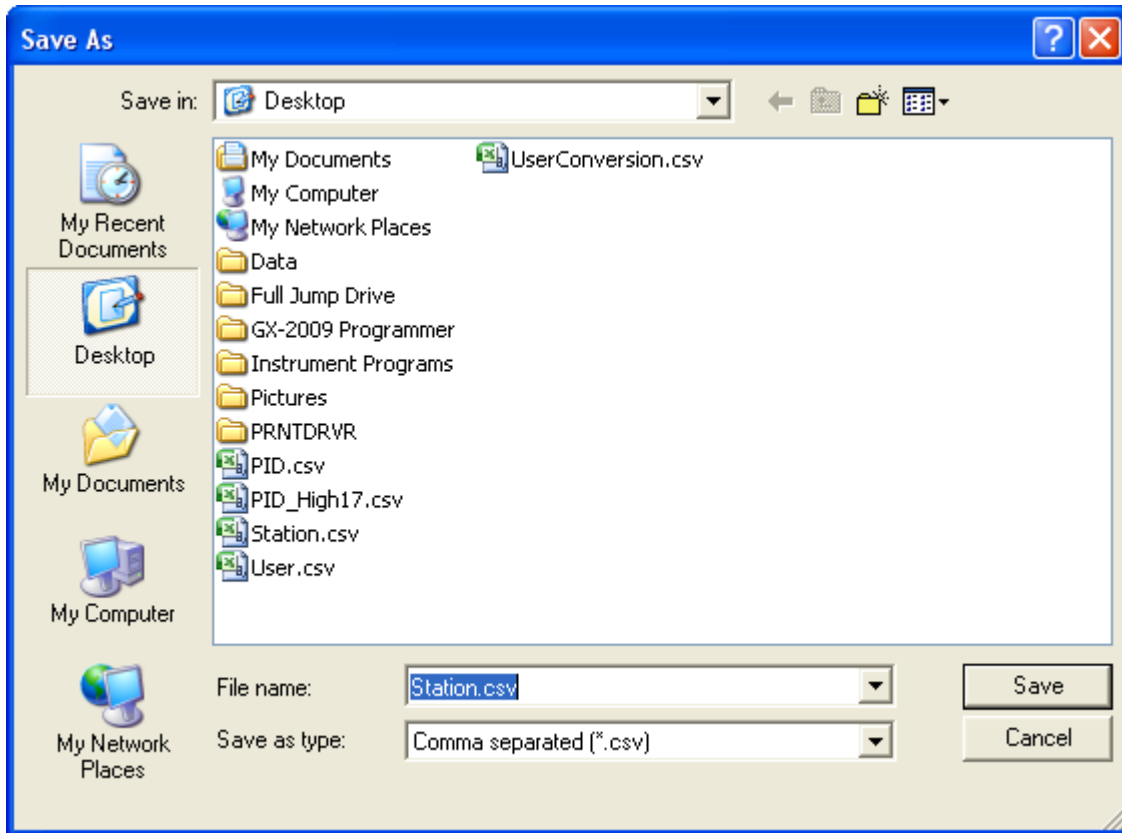 Save As
Save in:
Desktop
My Recent
Documents
Desktop
My Documents
My Computer
My Network
Places
My Documents
My Computer
My Network Places
Data
Full Jump Drive
GX-2009 Programmer
Instrument Programs
Pictures
PRNTDRVR
PID.csv
PID_High17.csv
Station.csv
User.csv
UserConversion.csv
File name:
Station.csv
Save
Save as type:
Comma separated (*.csv)
Cancel